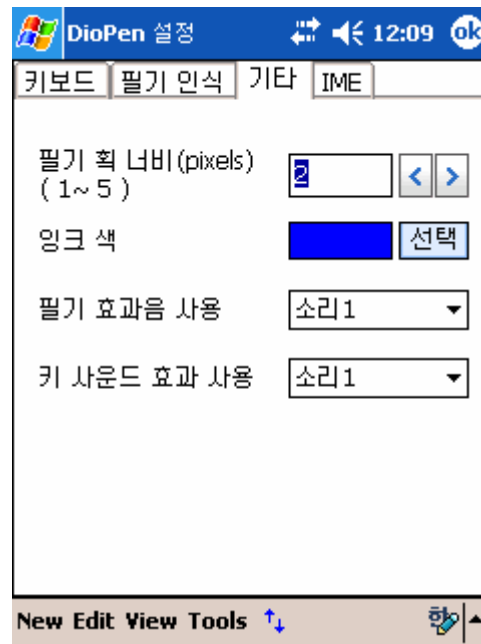 DioPen 설정 12:09 ok
키보드 필기 인식 기타 IME
필기 획 너비(pixels)
( 1~ 5 )
2 < >
잉크 색 선택
필기 효과음 사용 소리1
키 사운드 효과 사용 소리1
New Edit View Tools 한